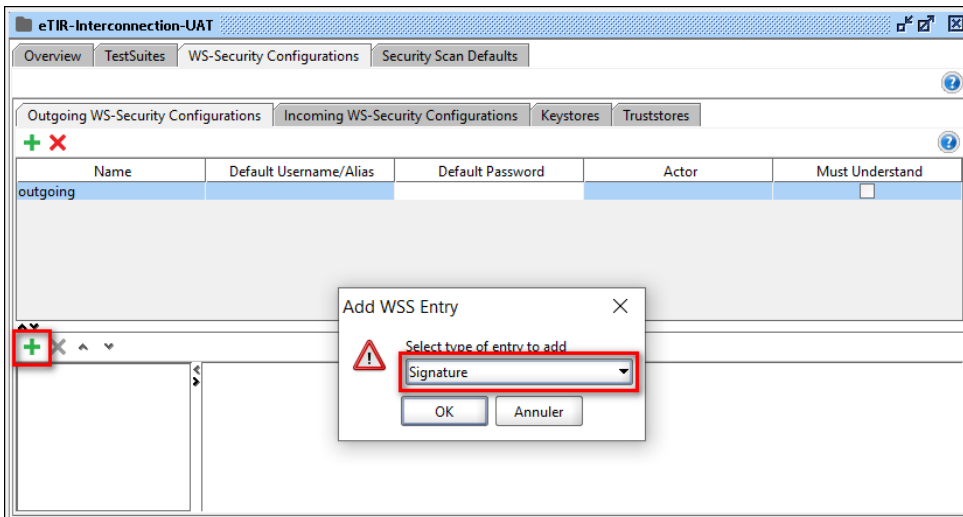 eTIR-Interconnection-UAT
Overview TestSuites WS-Security Configurations Security Scan Defaults
Outgoing WS-Security Configurations Incoming WS-Security Configurations Keystores Truststores
Name Default Username/Alias Default Password Actor Must Understand
outgoing
Add WSS Entry
Select type of entry to add
Signature
OK Annuler